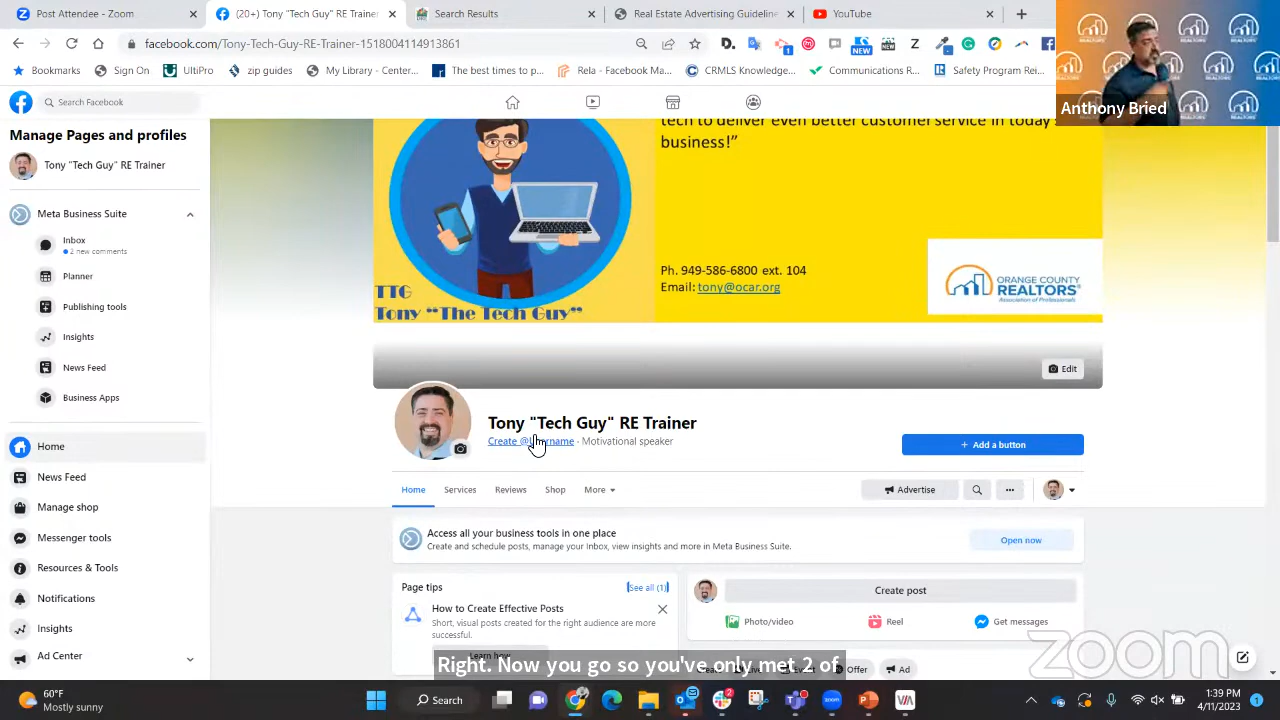 Post Attendee - Zoom
(20+) Tony "Tech Guy" RE Trainer
Search Results
Real Estate Advertising Guideline
YouTube
facebook.com/Tony-Tech-Guy-RE-Trainer
NEW
NEW
Bookmarks
Sign On
UltiPro
zip guides
My Library - Home
The best times to p...
Rela - Facebook Ma...
CRMLS Knowledge...
Communications R...
Safety Program Rei...
Anthony Bried
Search Facebook
Manage Pages and profiles
Tony "Tech Guy" RE Trainer
Meta Business Suite
Inbox
2 new comments
Planner
Publishing tools
Insights
News Feed
Business Apps
Home
News Feed
Manage shop
Messenger tools
Resources & Tools
Notifications
Insights
Ad Center
tech to deliver even better customer service in today's
business!”
Ph. 949-586-6800 ext. 104
Email: tony@ocar.org
ORANGE COUNTY
REALTORS®
Association of Professionals
TTG
Tony “The Tech Guy”
Edit
Tony "Tech Guy" RE Trainer
Create · Motivational speaker
+ Add a button
Home
Services
Reviews
Shop
More
Advertise
Access all your business tools in one place
Create and schedule posts, manage your Inbox, view insights and more in Meta Business Suite.
Open now
Page tips
See all (1)
How to Create Effective Posts
Short, visual posts created for the right audience are more
successful.
Learn how
Create post
Photo/video
Reel
Get messages
Offer
Ad
Right. Now you go so you've only met 2 of
zoom
60°F
Mostly sunny
Search
1:39 PM
4/11/2023